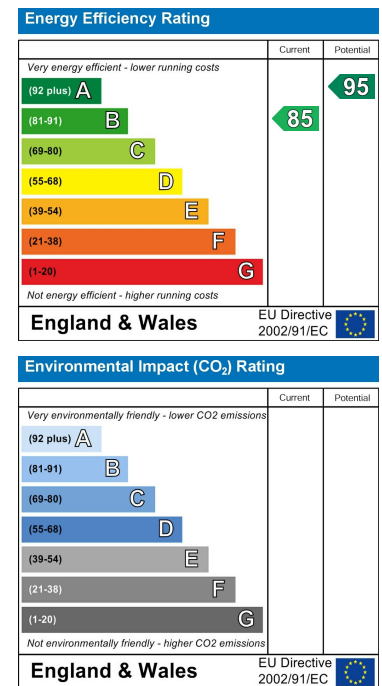 Energy Efficiency Rating
Current Potential
Very energy efficient - lower running costs
(92 plus) A
95
(81-91) B
85
(69-80) C
(55-68) D
(39-54) E
(21-38) F
(1-20) G
Not energy efficient - higher running costs
England & Wales
EU Directive
2002/91/EC
Environmental Impact (CO₂) Rating
Current Potential
Very environmentally friendly - lower CO2 emissions
(92 plus) A
(81-91) B
(69-80) C
(55-68) D
(39-54) E
(21-38) F
(1-20) G
Not environmentally friendly - higher CO2 emissions
England & Wales
EU Directive
2002/91/EC